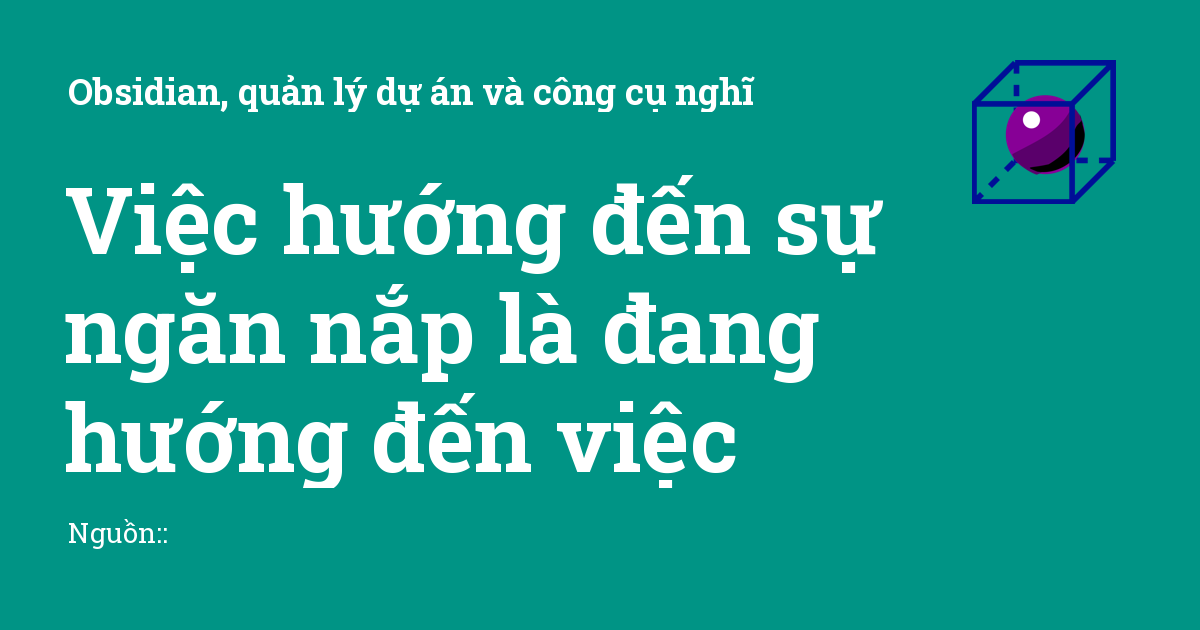 Obsidian, quản lý dự án và công cụ nghĩ
Việc hướng đến sự
ngăn nắp là đang
hướng đến việc
Nguồn::